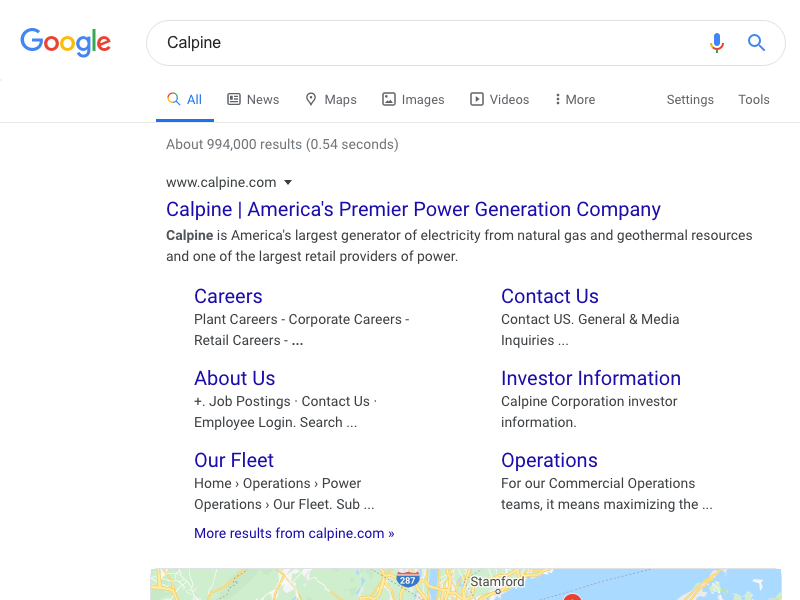 Google
Calpine
All
News
Maps
Images
Videos
More
Settings
Tools
About 994,000 results (0.54 seconds)
www.calpine.com
Calpine | America's Premier Power Generation Company
Calpine is America's largest generator of electricity from natural gas and geothermal resources
and one of the largest retail providers of power.
Careers
Plant Careers - Corporate Careers -
Retail Careers - ...
Contact Us
Contact US. General & Media
Inquiries ...
About Us
+. Job Postings · Contact Us ·
Employee Login. Search ...
Investor Information
Calpine Corporation investor
information.
Our Fleet
Home › Operations › Power
Operations › Our Fleet. Sub ...
Operations
For our Commercial Operations
teams, it means maximizing the ...
More results from calpine.com »
287
Stamford